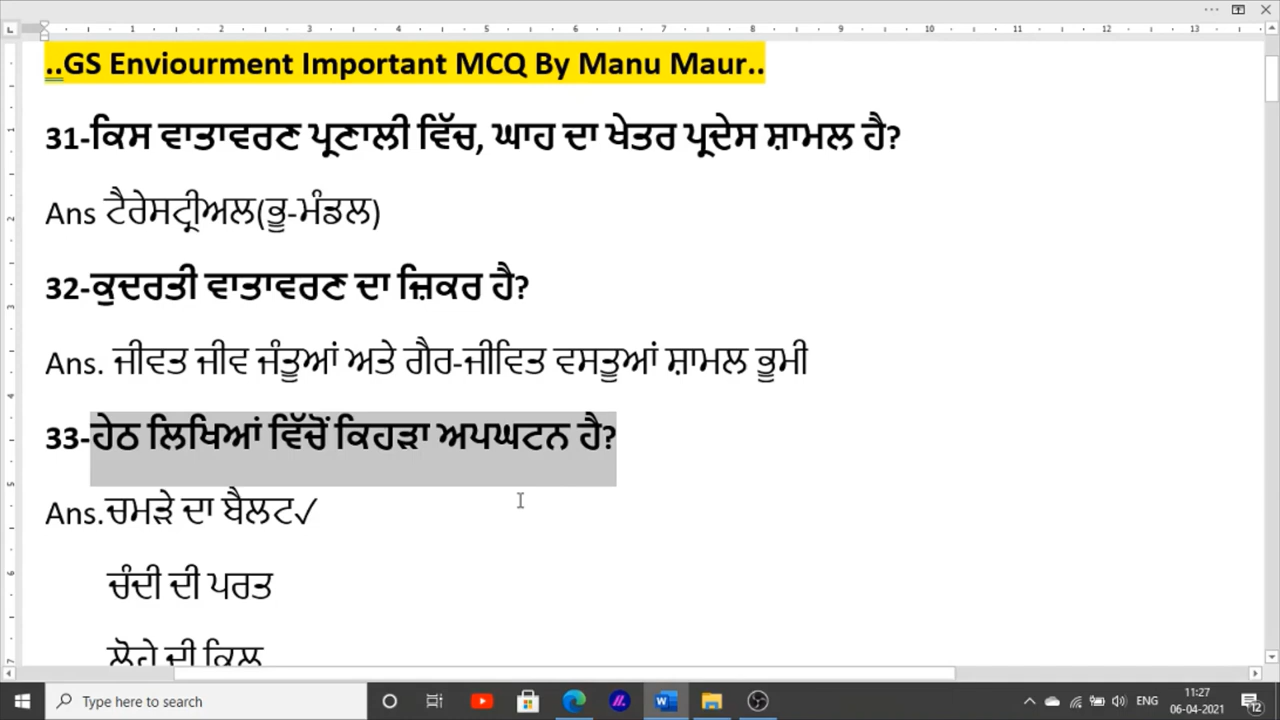 ..GS Enviourment Important MCQ By Manu Maur..
31-ਕਿਸ ਵਾਤਾਵਰਣ ਪ੍ਰਣਾਲੀ ਵਿੱਚ, ਘਾਹ ਦਾ ਖੇਤਰ ਪ੍ਰਦੇਸ ਸ਼ਾਮਲ ਹੈ?
Ans ਟੈਰੇਸਟ੍ਰੀਅਲ(ਭੂ-ਮੰਡਲ)
32-ਕੁਦਰਤੀ ਵਾਤਾਵਰਣ ਦਾ ਜ਼ਿਕਰ ਹੈ?
Ans. ਜੀਵਤ ਜੀਵ ਜੰਤੂਆਂ ਅਤੇ ਗੈਰ-ਜੀਵਿਤ ਵਸਤੂਆਂ ਸ਼ਾਮਲ ਭੂਮੀ
33-ਹੇਠ ਲਿਖਿਆਂ ਵਿੱਚੋਂ ਕਿਹੜਾ ਅਪਘਟਨ ਹੈ?
Ans.ਚਮੜੇ ਦਾ ਬੈਲਟ✓
ਚੰਦੀ ਦੀ ਪਰਤ
ਲੋਹੇ ਦੀ ਕਿਲ
Type here to search
ENG
11:27
06-04-2021
12